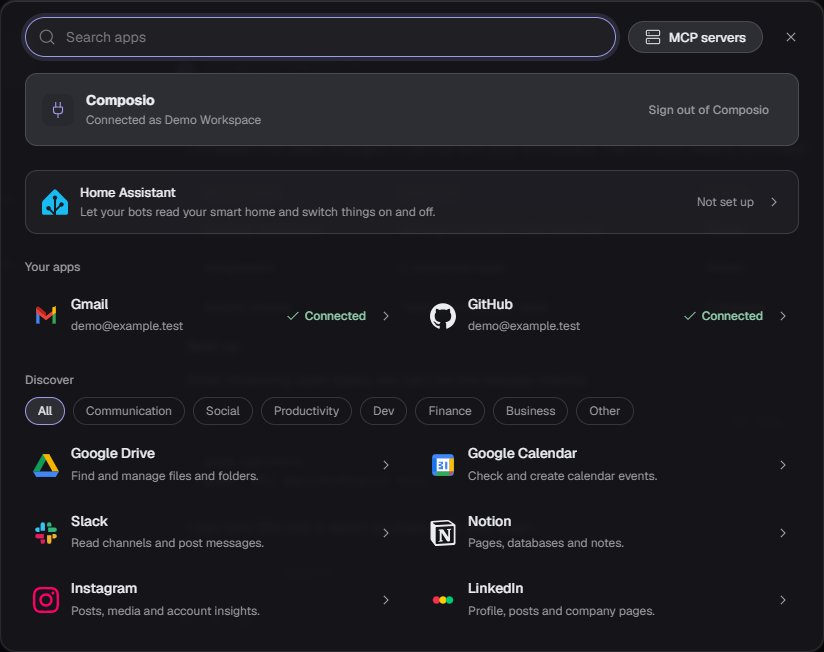 Search apps
MCP servers
Composio
Connected as Demo Workspace
Sign out of Composio
Home Assistant
Let your bots read your smart home and switch things on and off.
Not set up
Your apps
Gmail
demo@example.test
Connected
GitHub
demo@example.test
Connected
Discover
All
Communication
Social
Productivity
Dev
Finance
Business
Other
Google Drive
Find and manage files and folders.
31
Google Calendar
Check and create calendar events.
Slack
Read channels and post messages.
N
Notion
Pages, databases and notes.
Instagram
Posts, media and account insights.
LinkedIn
Profile, posts and company pages.